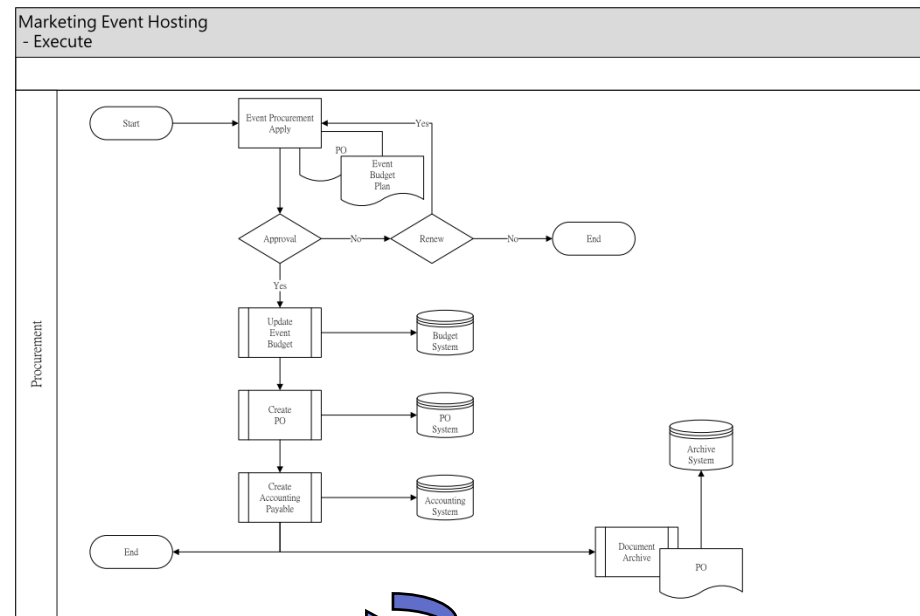 Marketing Event Hosting
- Execute
Procurement
Start
Event Procurement
Apply
Yes
PO
Event
Budget
Plan
Approval
No
Renew
No
End
Yes
Update
Event
Budget
Budget
System
Create
PO
PO
System
Archive
System
Create
Accounting
Payable
Accounting
System
End
Document
Archive
PO